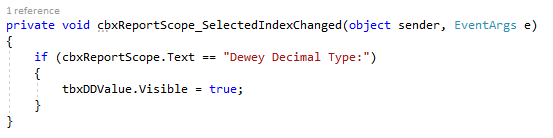 1 reference
private void cbxReportScope_SelectedIndexChanged(object sender, EventArgs e)
{
if (cbxReportScope.Text == "Dewey Decimal Type:")
{
tbxDDValue.Visible = true;
}
}